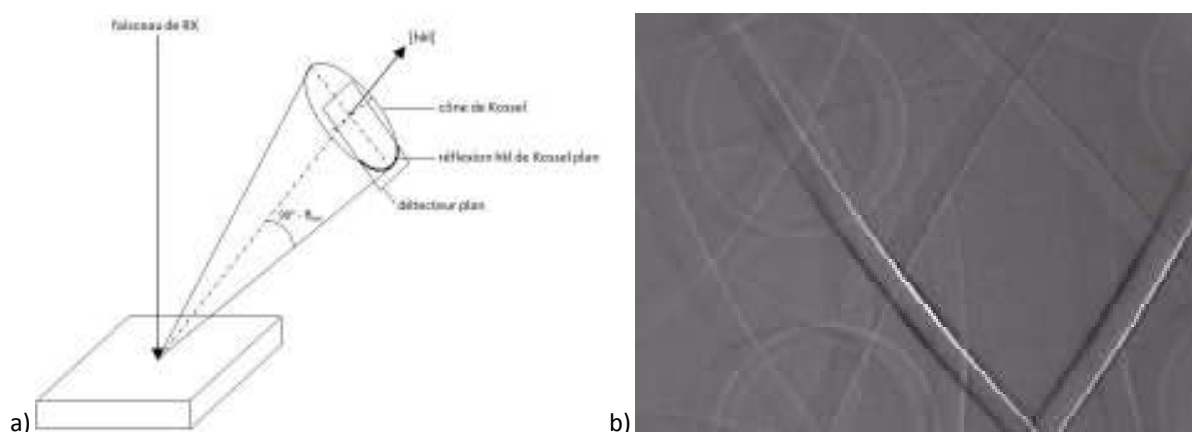 faisceau de RX
[hkl]
cône de Kossel
réflexion hkl de Kossel plan
détecteur plan
90° - θhkl
a)
b)